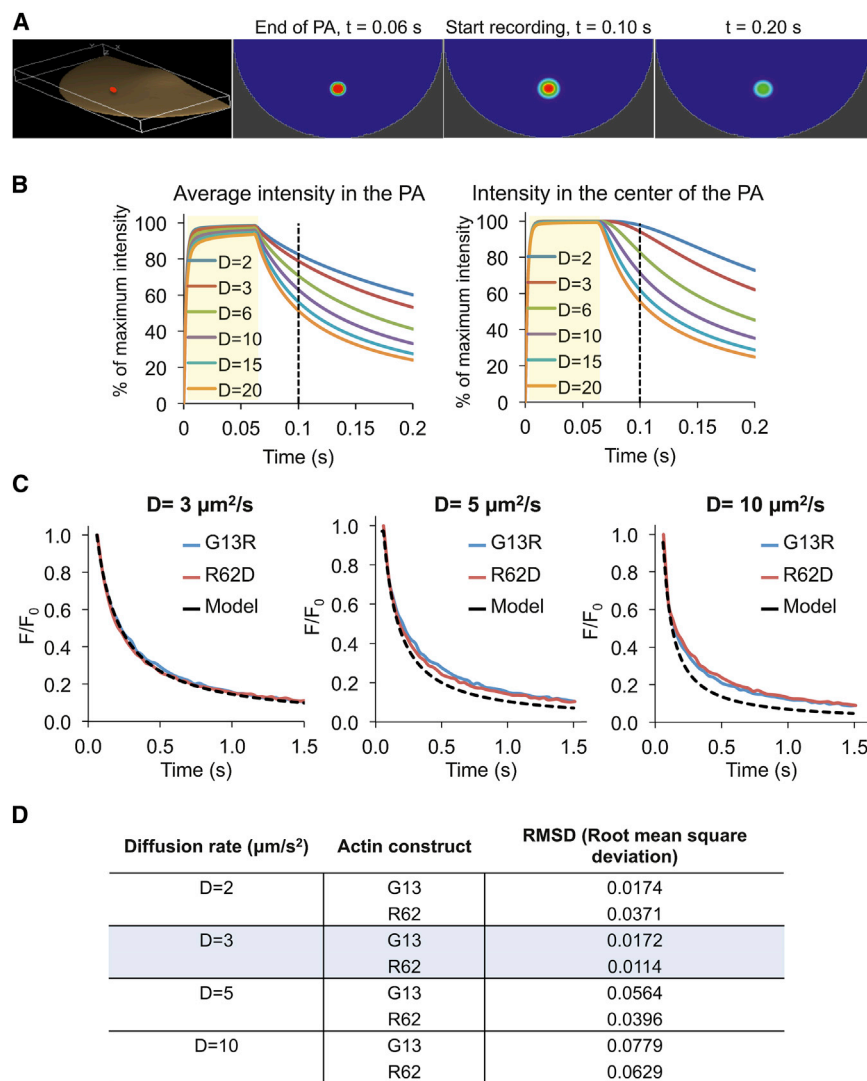 A
End of PA, t = 0.06 s
Start recording, t = 0.10 s
t = 0.20 s
B
Average intensity in the PA
% of maximum intensity
100
80
60
40
20
0
D=2
D=3
D=6
D=10
D=15
D=20
0 0.05 0.1 0.15 0.2
Time (s)
Intensity in the center of the PA
% of maximum intensity
100
80
60
40
20
0
D=2
D=3
D=6
D=10
D=15
D=20
0 0.05 0.1 0.15 0.2
Time (s)
C
D= 3 μm²/s
F/F₀
1.0
0.8
0.6
0.4
0.2
0.0
G13R
R62D
Model
0.0 0.5 1.0 1.5
Time (s)
D= 5 μm²/s
F/F₀
1.0
0.8
0.6
0.4
0.2
0.0
G13R
R62D
Model
0.0 0.5 1.0 1.5
Time (s)
D= 10 μm²/s
F/F₀
1.0
0.8
0.6
0.4
0.2
0.0
G13R
R62D
Model
0.0 0.5 1.0 1.5
Time (s)
D
Diffusion rate (μm/s²) Actin construct RMSD (Root mean square
deviation)
D=2 G13 0.0174
R62 0.0371
D=3 G13 0.0172
R62 0.0114
D=5 G13 0.0564
R62 0.0396
D=10 G13 0.0779
R62 0.0629